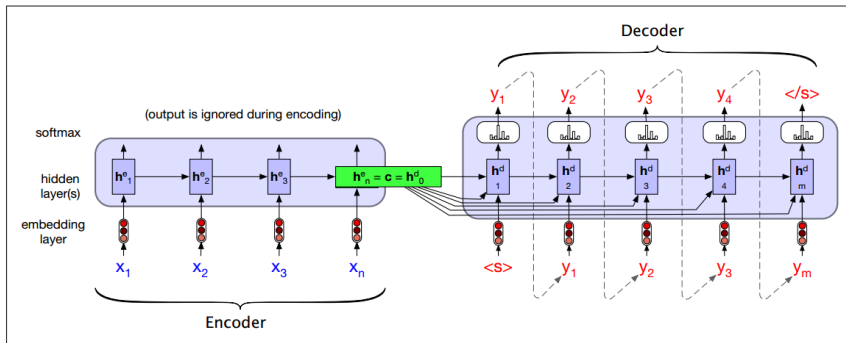 Decoder
y1 y2 y3 y4 </s>
(output is ignored during encoding)
softmax
hidden layer(s)
he1 he2 he3 hen = c = hd0 hd1 hd2 hd3 hd4 hdm
embedding layer
x1 x2 x3 xn <s> y1 y2 y3 ym
Encoder